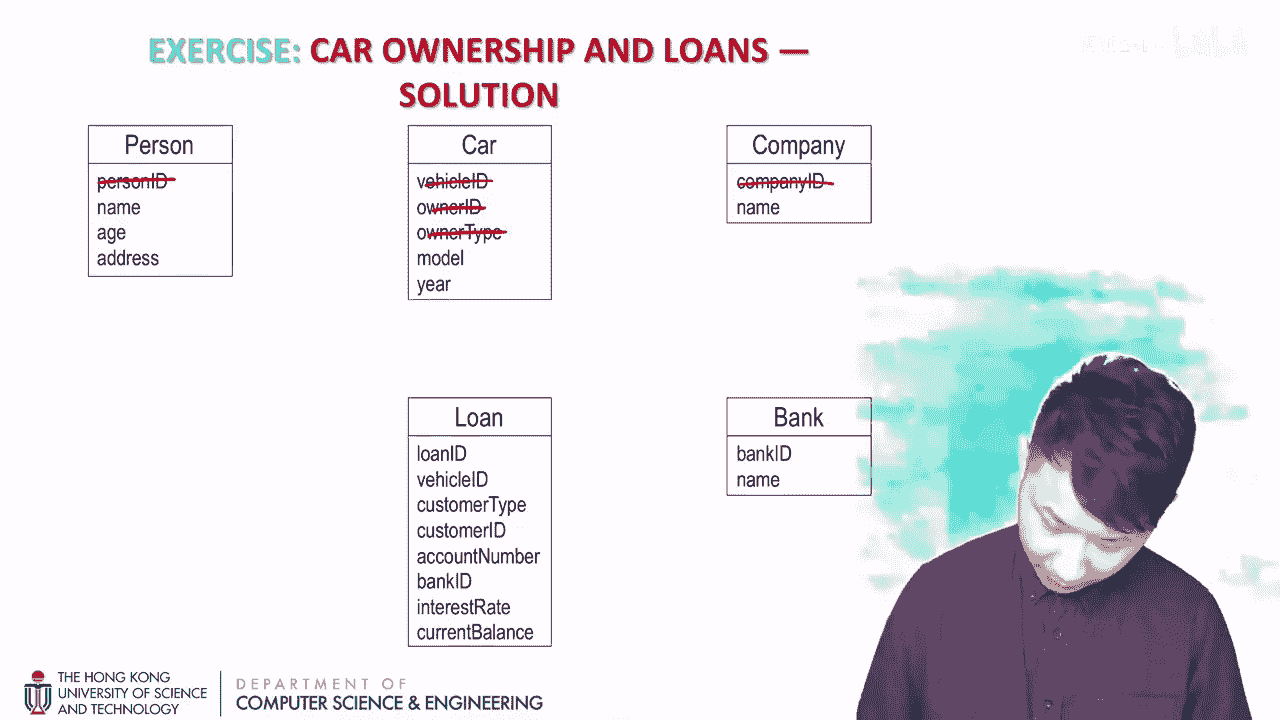 EXERCISE: CAR OWNERSHIP AND LOANS —
SOLUTION
Person
personID
name
age
address
Car
vehicleID
ownerID
ownerType
model
year
Company
companyID
name
Loan
loanID
vehicleID
customerType
customerID
accountNumber
bankID
interestRate
currentBalance
Bank
bankID
name
THE HONG KONG
UNIVERSITY OF SCIENCE
AND TECHNOLOGY
DEPARTMENT OF
COMPUTER SCIENCE & ENGINEERING